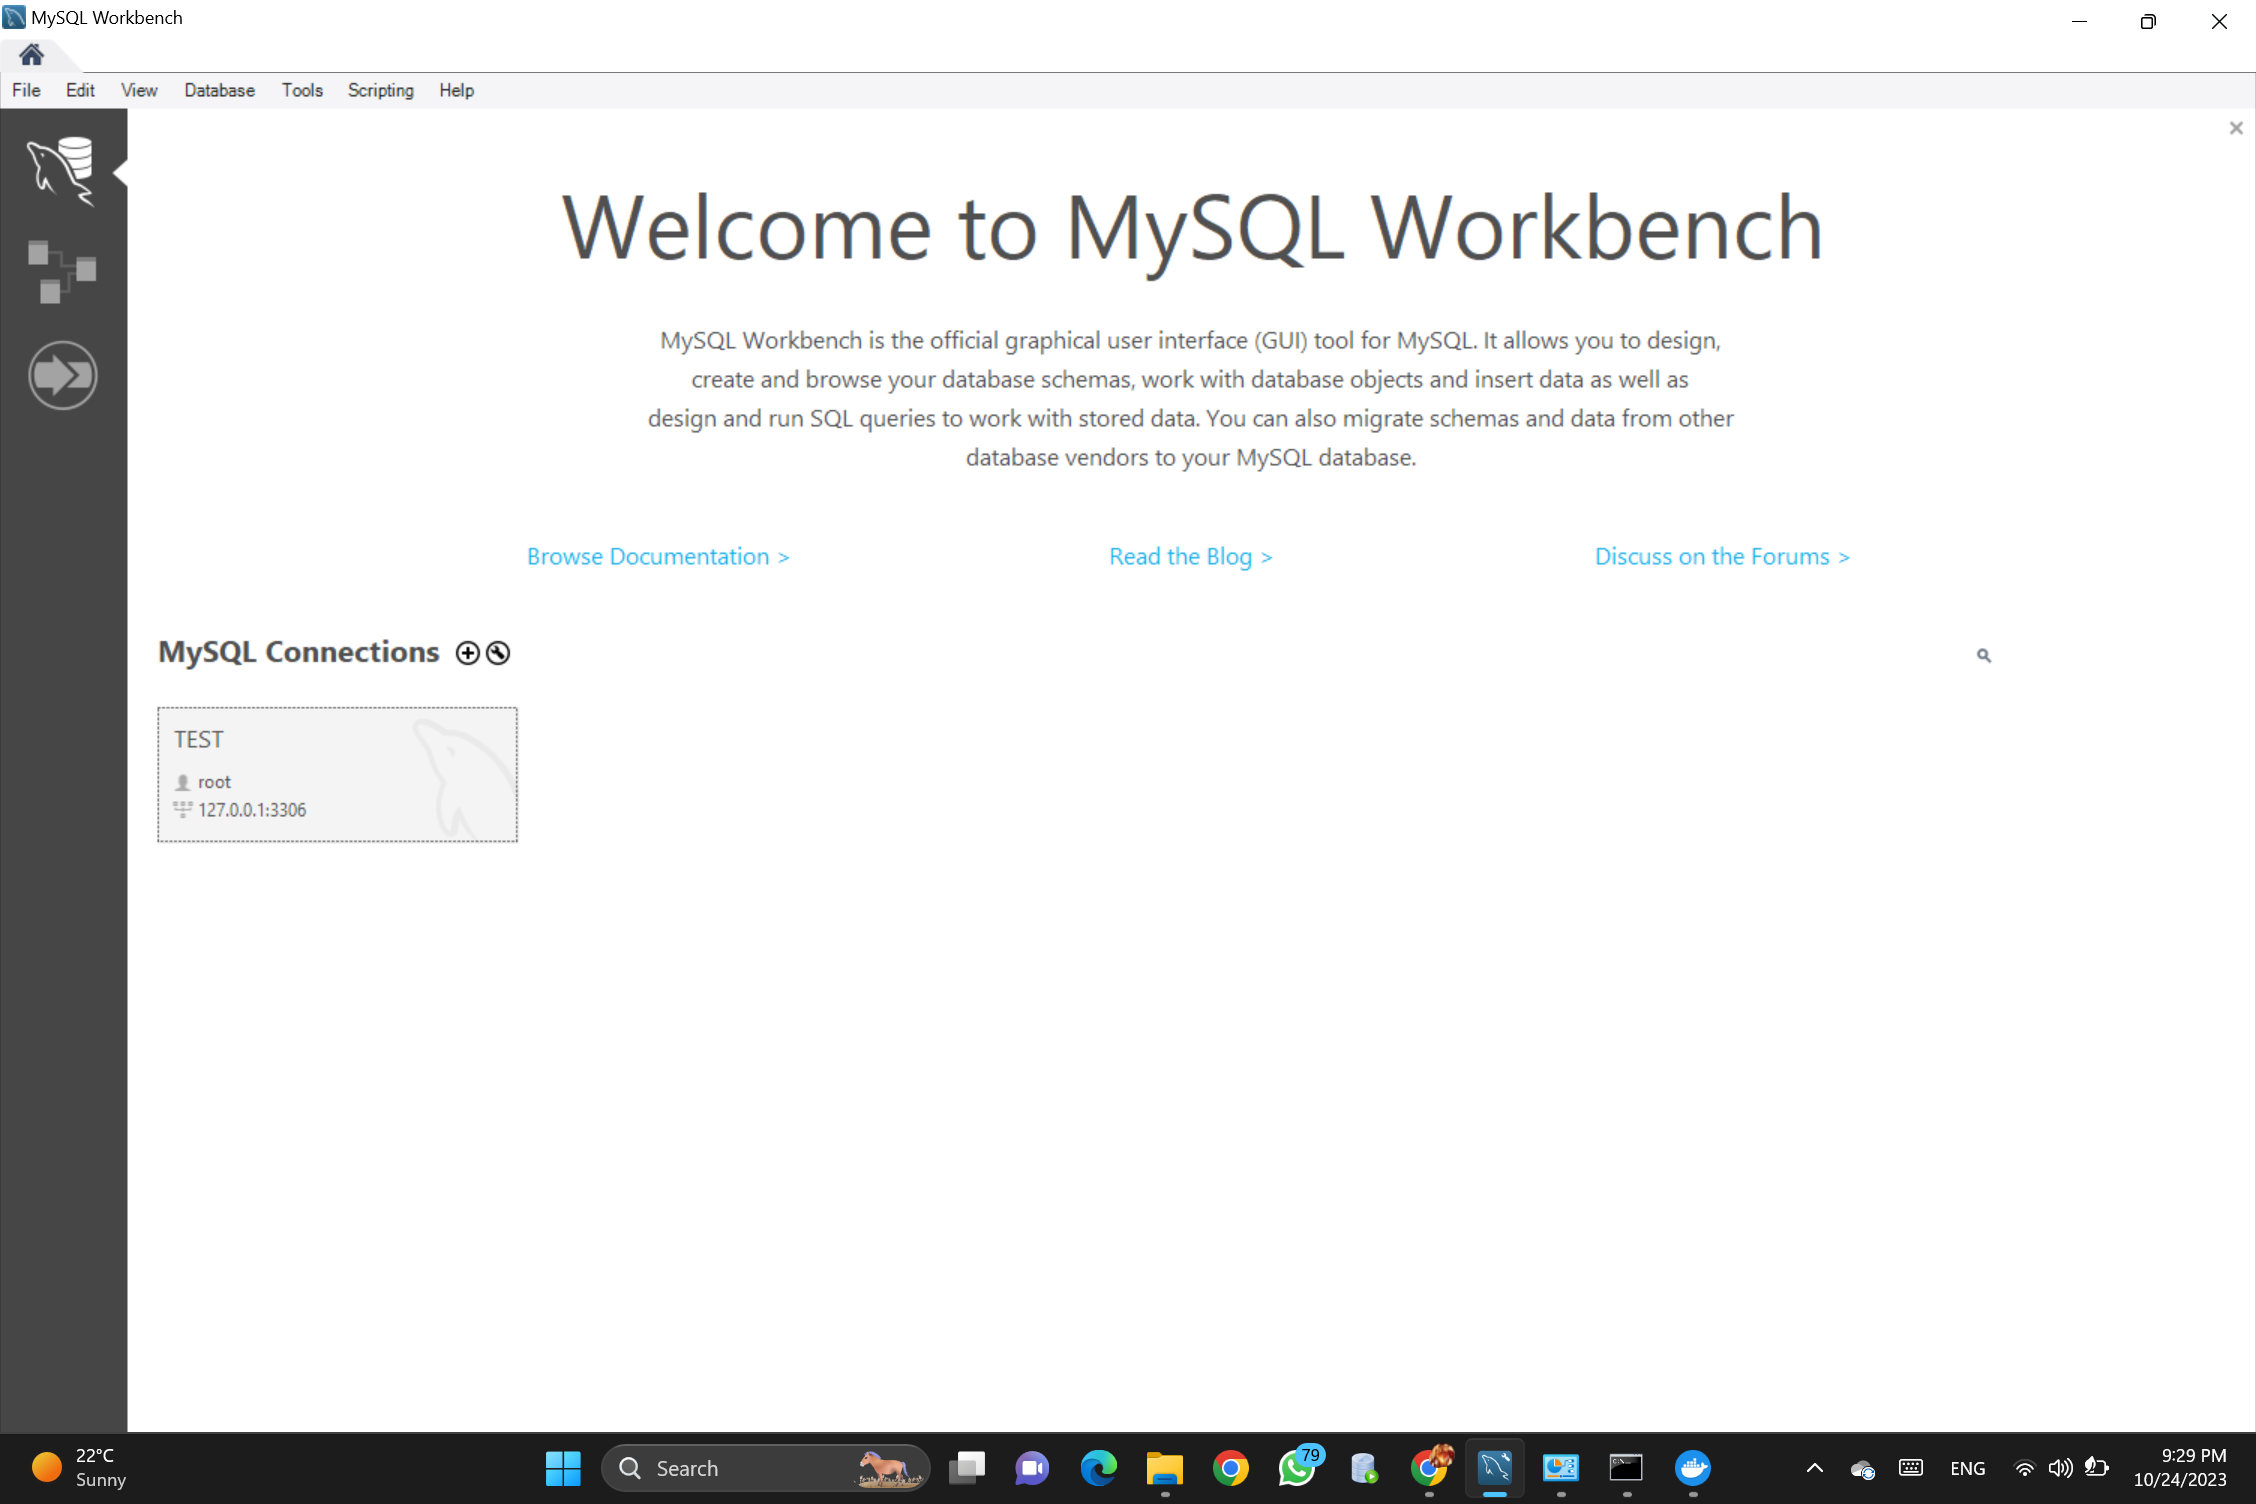 MySQL Workbench
File Edit View Database Tools Scripting Help
Welcome to MySQL Workbench
MySQL Workbench is the official graphical user interface (GUI) tool for MySQL. It allows you to design,
create and browse your database schemas, work with database objects and insert data as well as
design and run SQL queries to work with stored data. You can also migrate schemas and data from other
database vendors to your MySQL database.
Browse Documentation > Read the Blog > Discuss on the Forums >
MySQL Connections
TEST
root
127.0.0.1:3306
22°C
Sunny
Search
79
ENG
9:29 PM
10/24/2023